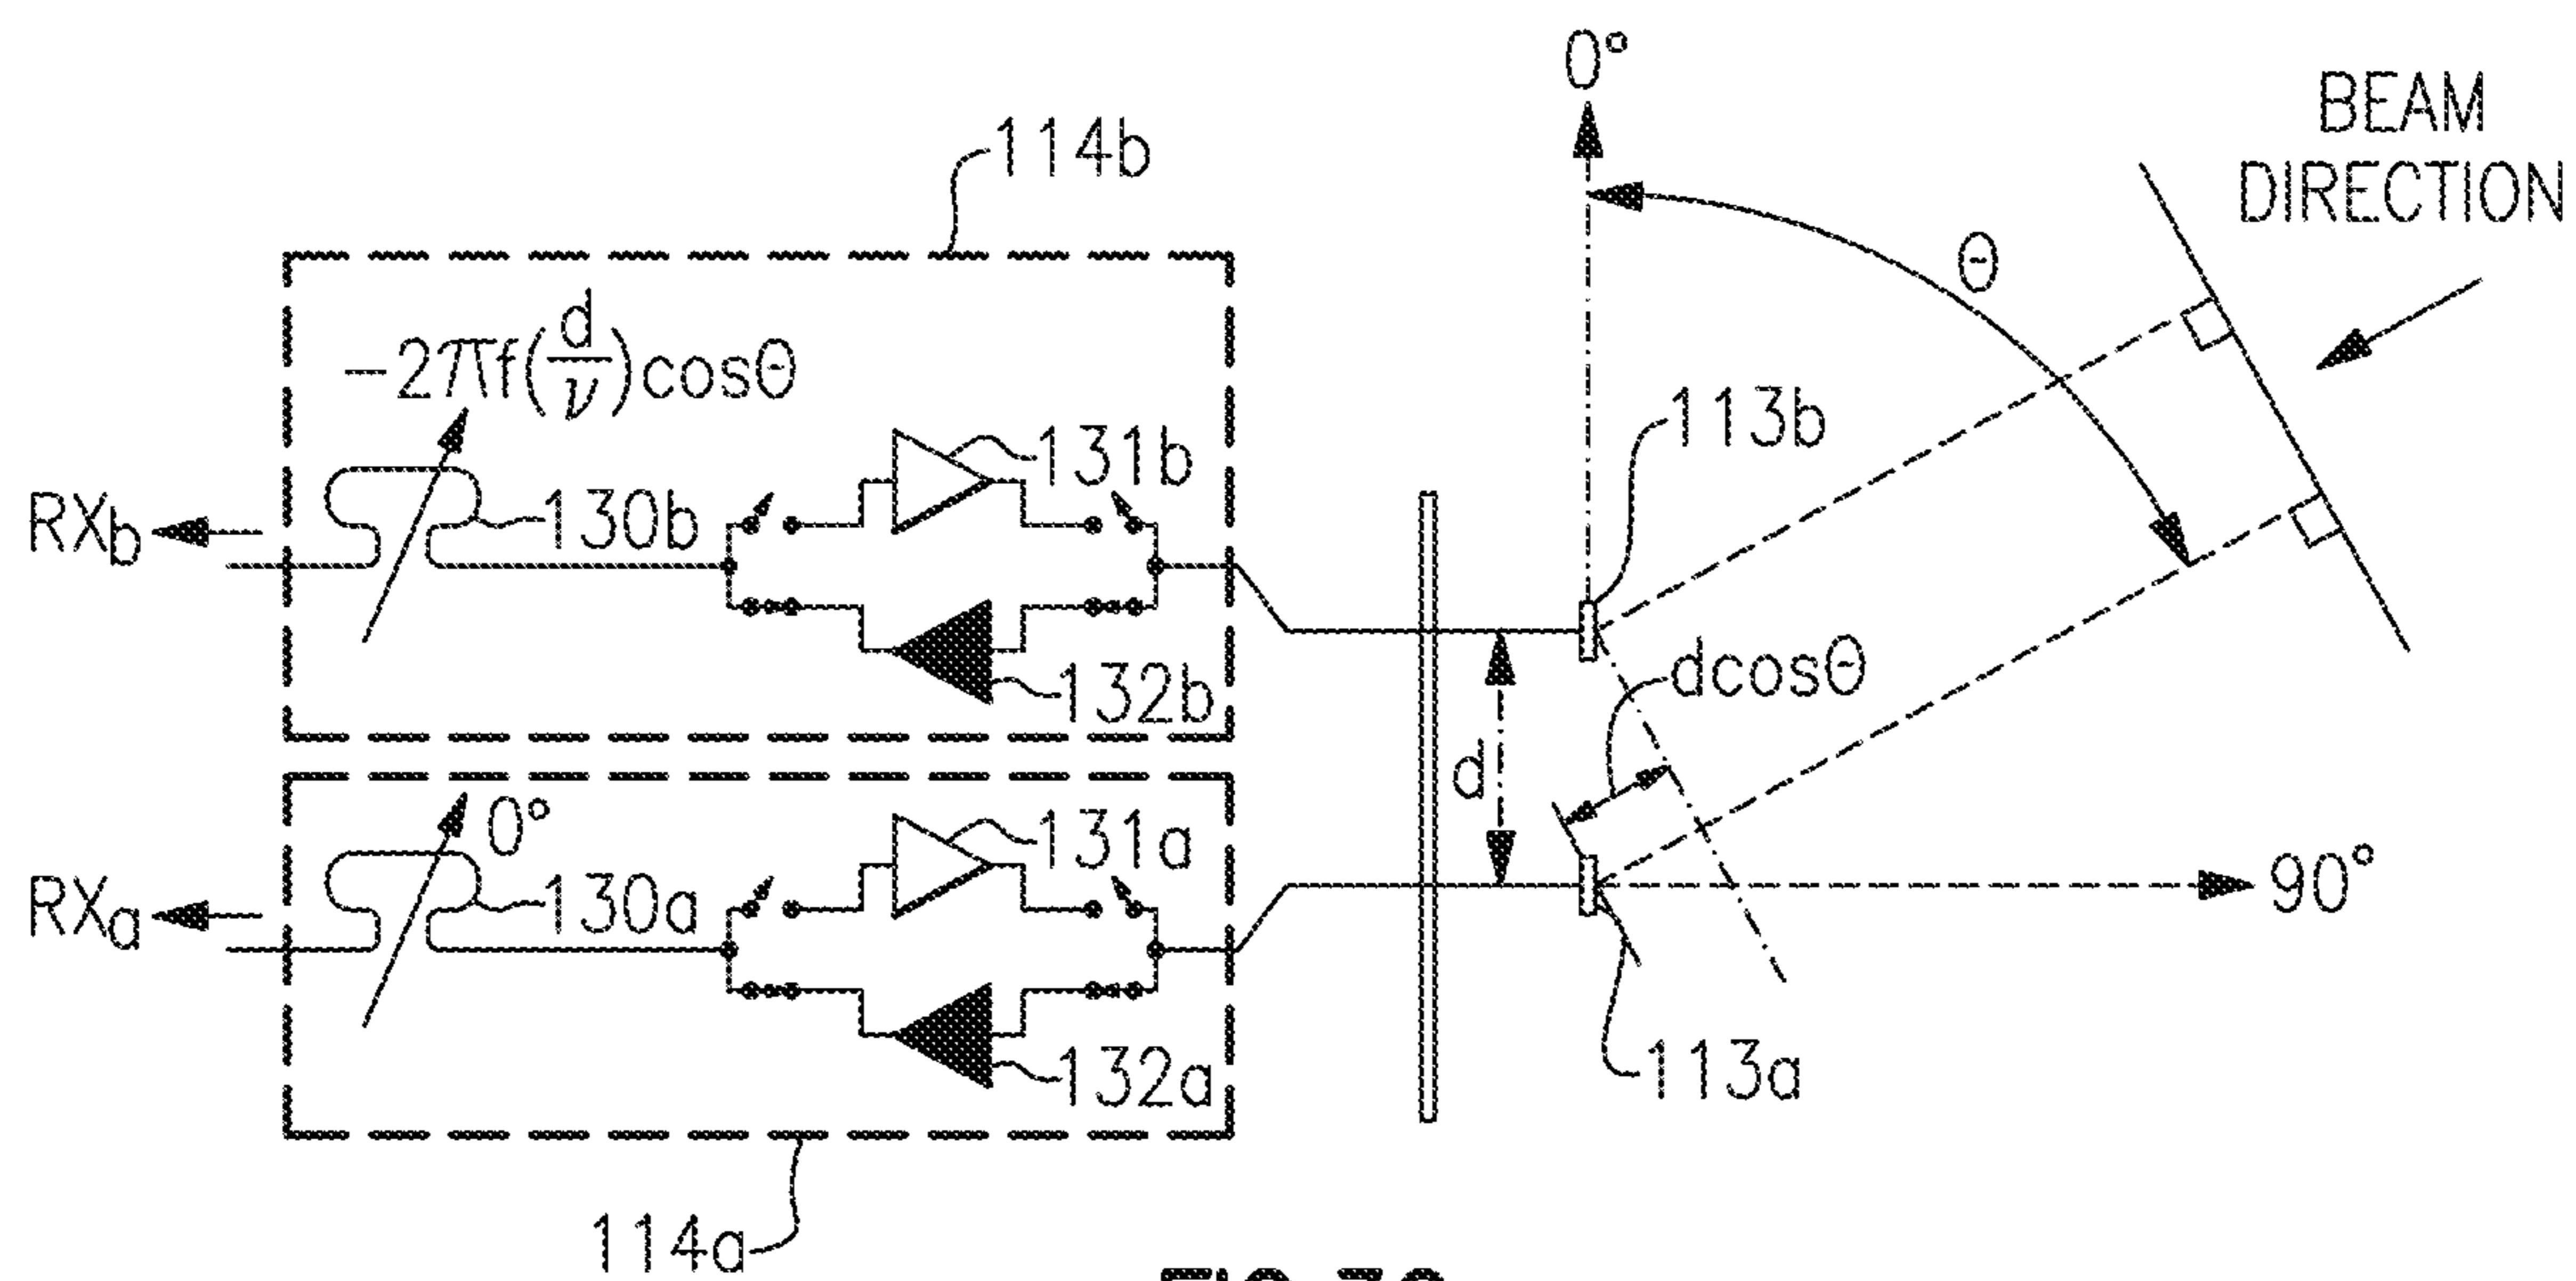 0°
BEAM
DIRECTION
114b
θ
−2πf(d/ν)cosθ
113b
131b
RXb
130b
dcosθ
132b
d
0°
131a
RXa
130a
90°
132a
113a
114a